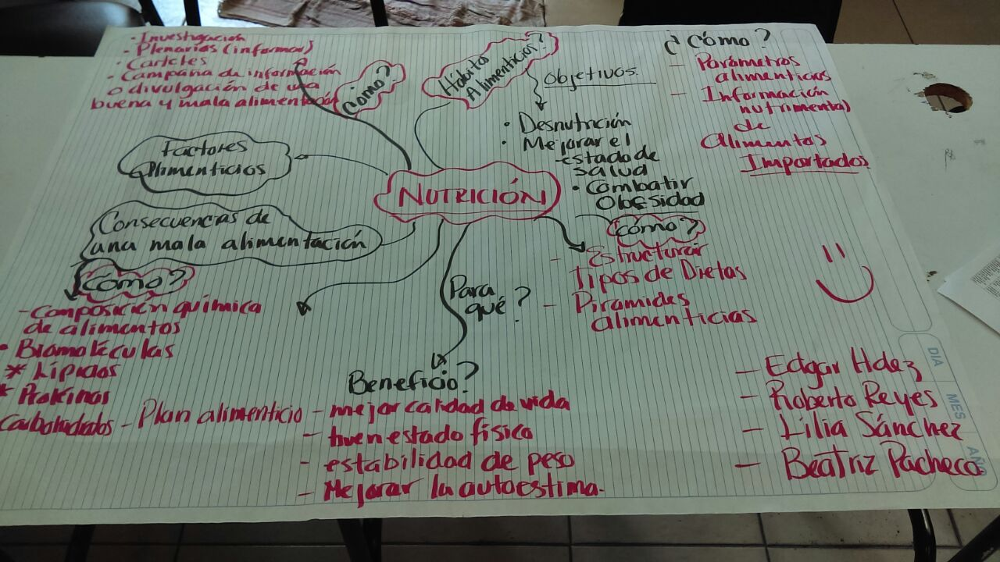 - Investigación
- Plenarias (informar)
- Carteles
- Campaña de información
o divulgación de una
buena y mala alimentación
Cómo?
Hábitos
Alimenticios?
Objetivos.
• Desnutrición
• Mejorar el
estado de
salud
• Combatir
Obesidad
¿Cómo?
- Parámetros
alimenticios
- Información
nutrimental
de
alimentos
Importados
Factores
Alimenticios
NUTRICIÓN
Consecuencias de
una mala alimentación
Cómo?
- Composición química
de alimentos
• Biomoléculas
* Lípidos
* Proteínas
Carbohidratos - Plan alimenticio
¿cómo?
- Estructurar
Tipos de Dietas
- Piramides
alimenticias
Para
qué?
Beneficio?
- mejor calidad de vida
- buen estado físico
- estabilidad de peso
- Mejorar la autoestima.
- Edgar Hdez
- Roberto Reyes
- Lilia Sánchez
- Beatriz Pacheco
DIA
MES
AÑO